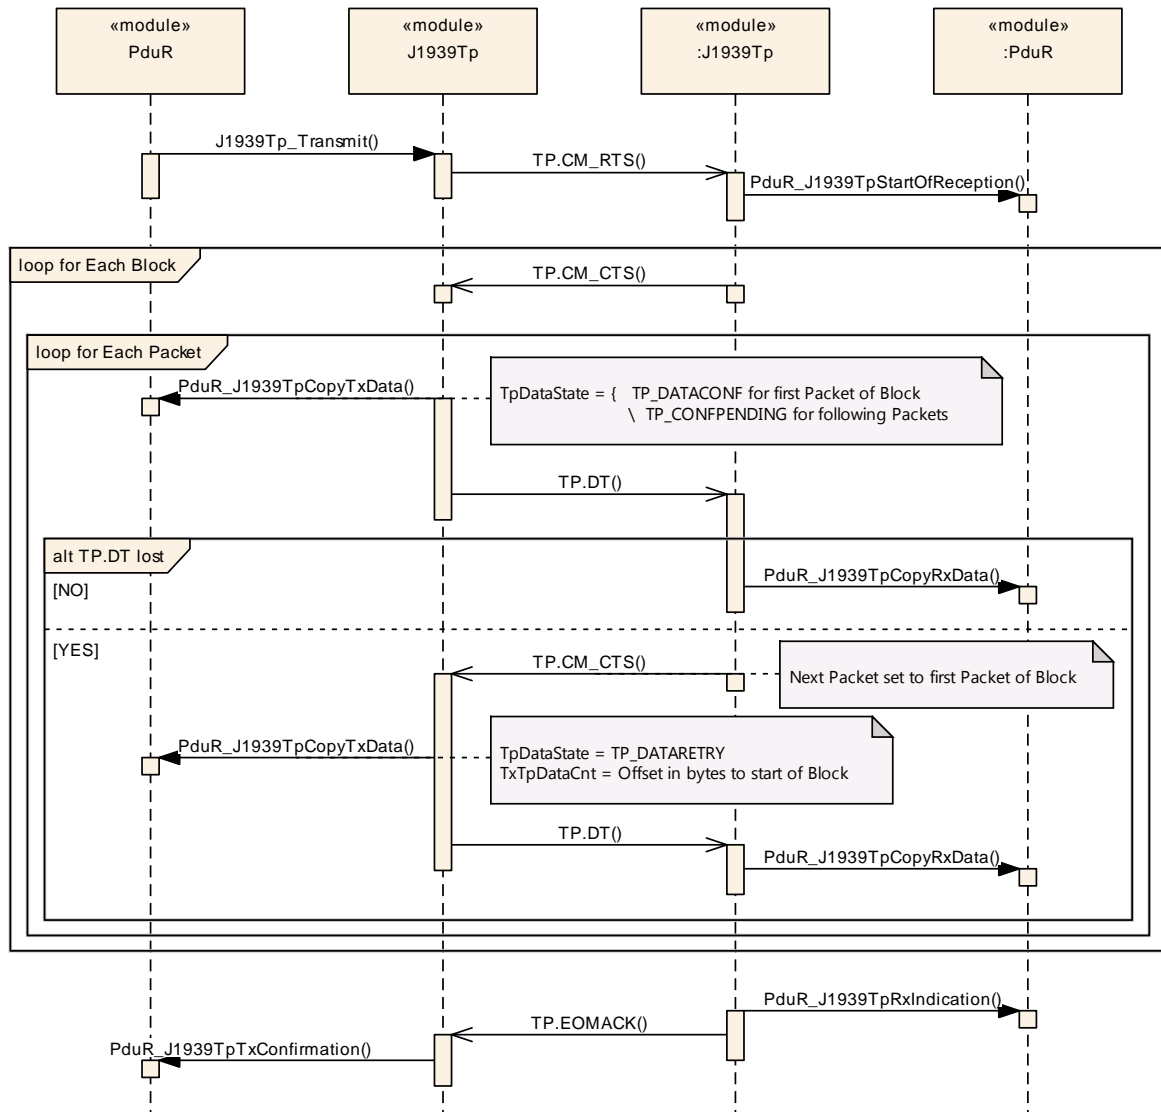 «module»
PduR
«module»
J1939Tp
«module»
:J1939Tp
«module»
:PduR
J1939Tp_Transmit()
TP.CM_RTS()
PduR_J1939TpStartOfReception()
loop for Each Block
TP.CM_CTS()
loop for Each Packet
PduR_J1939TpCopyTxData()
TpDataState = { TP_DATACONF for first Packet of Block
\ TP_CONFPENDING for following Packets
TP.DT()
alt TP.DT lost
[NO]
PduR_J1939TpCopyRxData()
[YES]
TP.CM_CTS()
Next Packet set to first Packet of Block
PduR_J1939TpCopyTxData()
TpDataState = TP_DATARETRY
TxTpDataCnt = Offset in bytes to start of Block
TP.DT()
PduR_J1939TpCopyRxData()
PduR_J1939TpRxIndication()
TP.EOMACK()
PduR_J1939TpTxConfirmation()